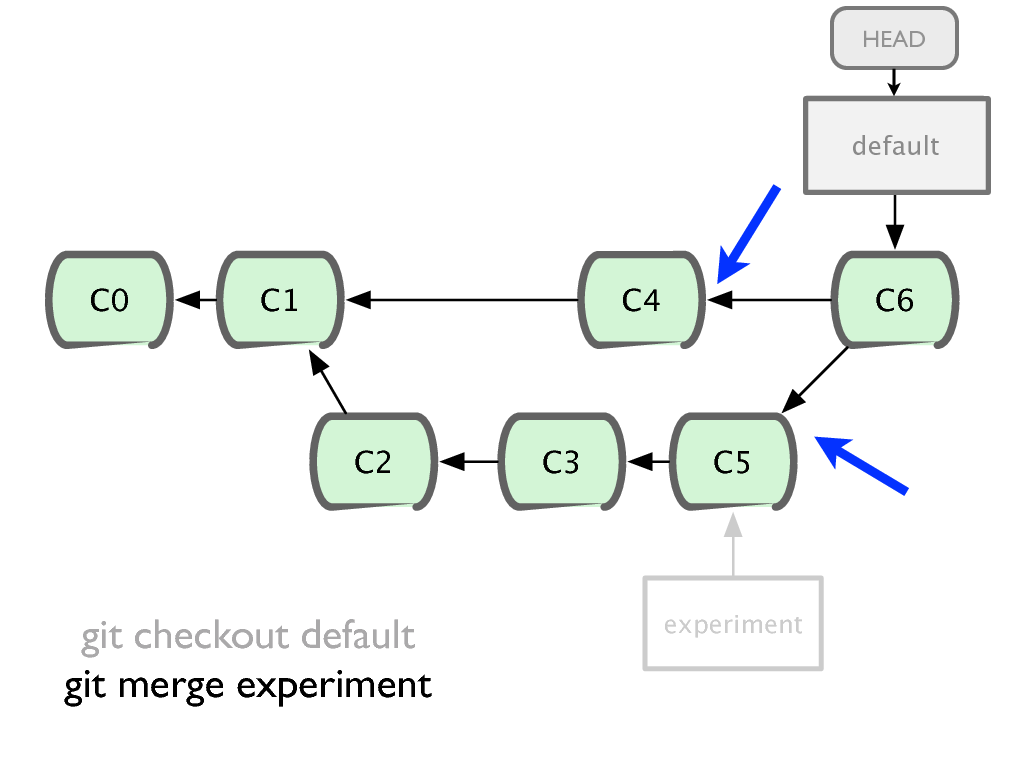 HEAD
default
C0
C1
C4
C6
C2
C3
C5
experiment
git checkout default
git merge experiment